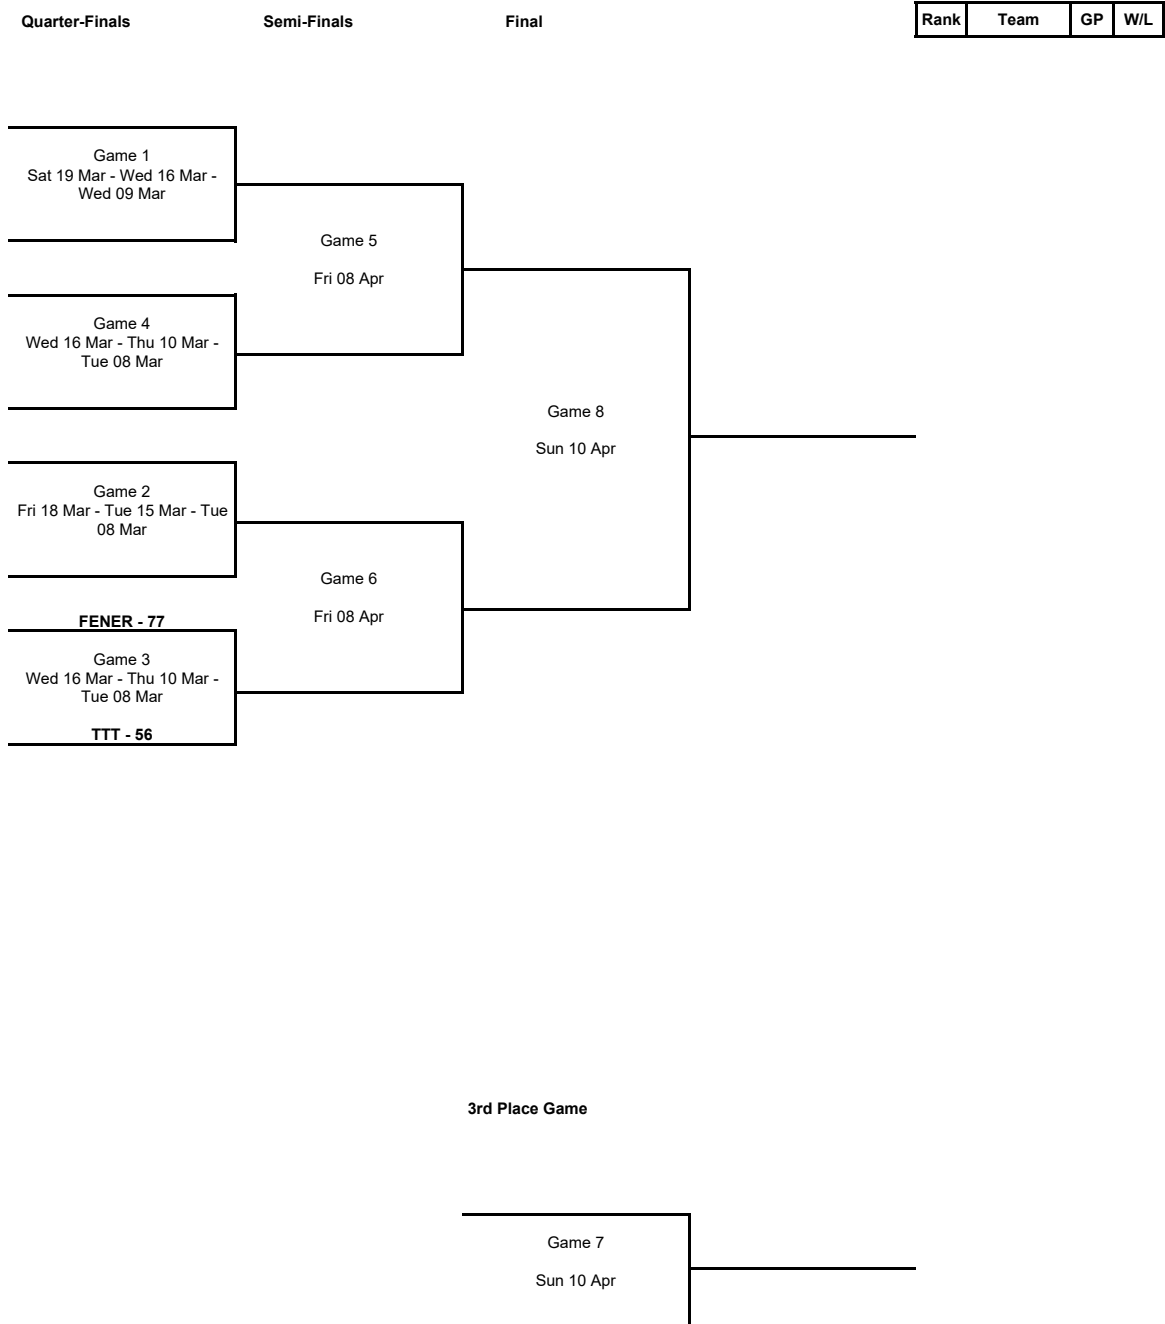 Quarter-Finals Semi-Finals Final Rank Team GP W/L
Game 1
Sat 19 Mar - Wed 16 Mar -
Wed 09 Mar
Game 5
Fri 08 Apr
Game 4
Wed 16 Mar - Thu 10 Mar -
Tue 08 Mar
Game 8
Sun 10 Apr
Game 2
Fri 18 Mar - Tue 15 Mar - Tue
08 Mar
Game 6
Fri 08 Apr
FENER - 77
Game 3
Wed 16 Mar - Thu 10 Mar -
Tue 08 Mar
TTT - 56
3rd Place Game
Game 7
Sun 10 Apr